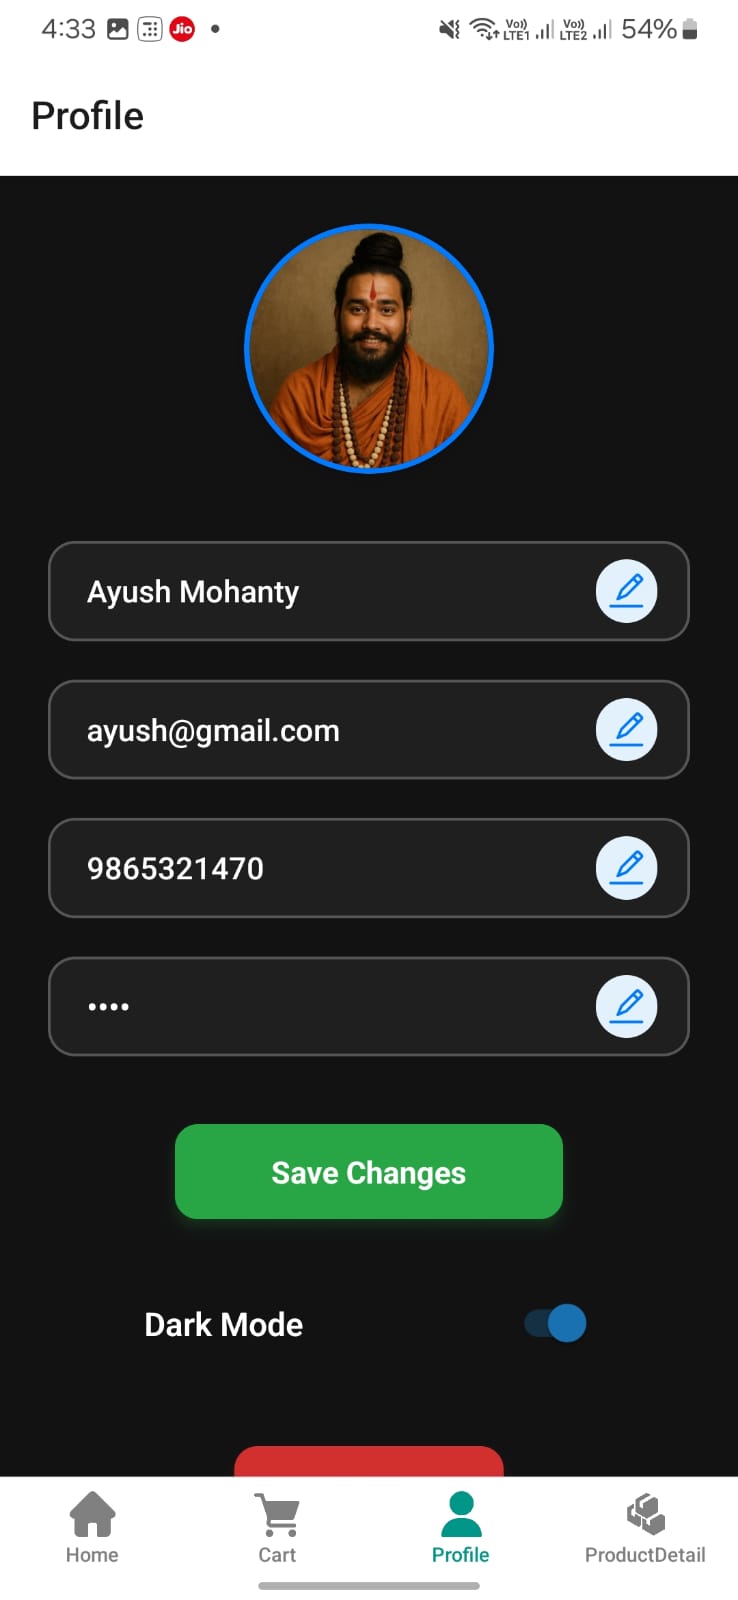 4:33 Jio Vo)) LTE1 Vo)) LTE2 54%
Profile
Ayush Mohanty
ayush@gmail.com
9865321470
••••
Save Changes
Dark Mode
Home Cart Profile ProductDetail